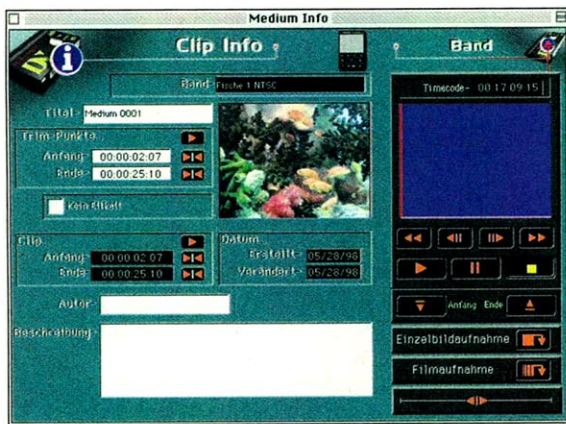 Medium Info
Clip Info
Band
Band- Fische 1 NTSC
Titel- Medium 0001
Trim-Punkte...
Anfang- 00:00:02:07
Ende- 00:00:25:10
Kein Etikett
Clip...
Anfang- 00:00:02:07
Ende- 00:00:25:10
Datum...
Erstellt- 05/28/98
Verändert- 05/28/98
Autor-
Beschreibung-
Timecode- 00:17:09:15
Anfang Ende
Einzelbildaufnahme
Filmaufnahme